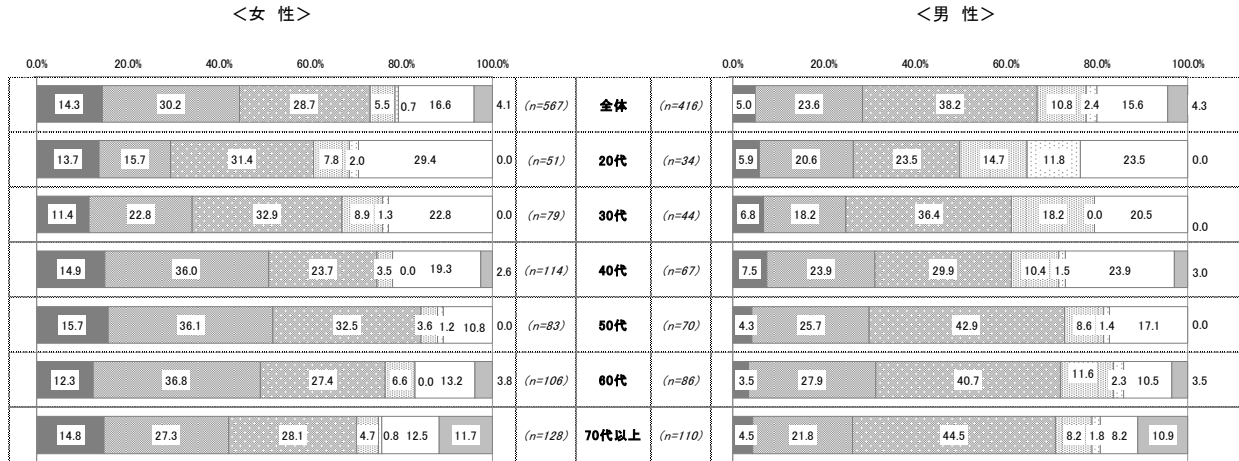 ＜女 性＞ ＜男 性＞
0.0% 20.0% 40.0% 60.0% 80.0% 100.0% 0.0% 20.0% 40.0% 60.0% 80.0% 100.0%
14.3 30.2 28.7 5.5 0.7 16.6 4.1 (n=567) 全体 (n=416) 5.0 23.6 38.2 10.8 2.4 15.6 4.3
13.7 15.7 31.4 7.8 2.0 29.4 0.0 (n=51) 20代 (n=34) 5.9 20.6 23.5 14.7 11.8 23.5 0.0
11.4 22.8 32.9 8.9 1.3 22.8 0.0 (n=79) 30代 (n=44) 6.8 18.2 36.4 18.2 0.0 20.5 0.0
14.9 36.0 23.7 3.5 0.0 19.3 2.6 (n=114) 40代 (n=67) 7.5 23.9 29.9 10.4 1.5 23.9 3.0
15.7 36.1 32.5 3.6 1.2 10.8 0.0 (n=83) 50代 (n=70) 4.3 25.7 42.9 8.6 1.4 17.1 0.0
12.3 36.8 27.4 6.6 0.0 13.2 3.8 (n=106) 60代 (n=86) 3.5 27.9 40.7 11.6 2.3 10.5 3.5
14.8 27.3 28.1 4.7 0.8 12.5 11.7 (n=128) 70代以上 (n=110) 4.5 21.8 44.5 8.2 1.8 8.2 10.9